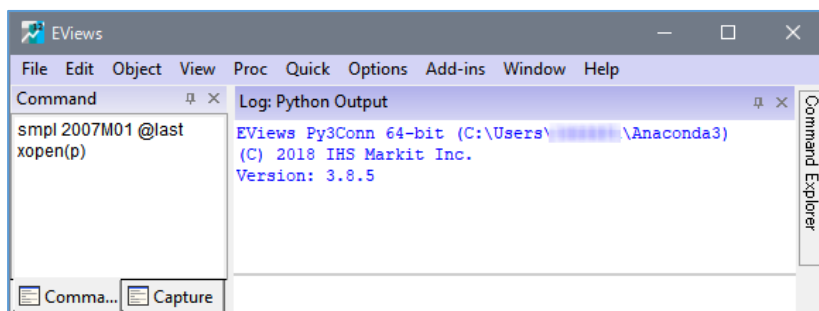 EViews
File Edit Object View Proc Quick Options Add-ins Window Help
Command
smpl 2007M01 @last
xopen(p)
Comma... Capture
Log: Python Output
EViews Py3Conn 64-bit (C:\Users\ \Anaconda3)
(C) 2018 IHS Markit Inc.
Version: 3.8.5
Command Explorer